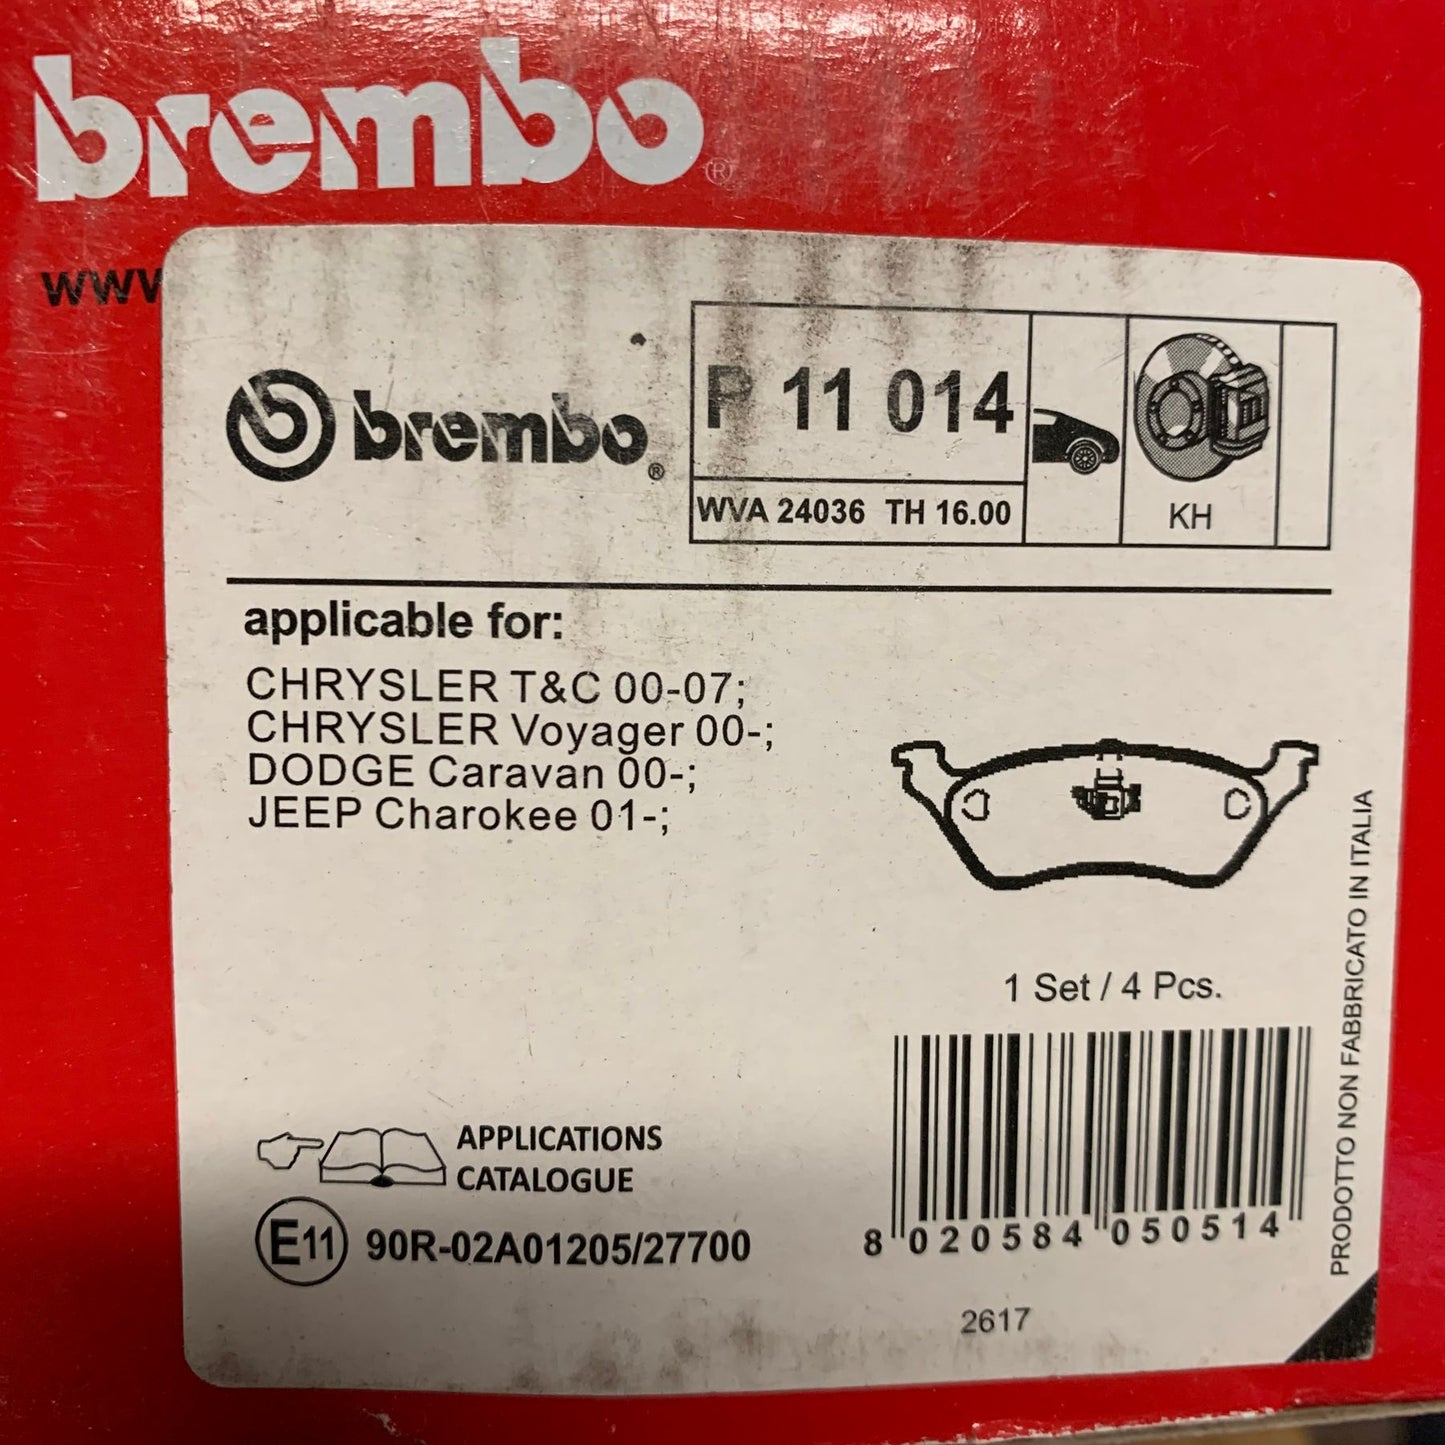 brembo®
www
brembo®
P 11 014
WVA 24036 TH 16.00
KH
applicable for:
CHRYSLER T&C 00-07;
CHRYSLER Voyager 00-;
DODGE Caravan 00-;
JEEP Charokee 01-;
1 Set / 4 Pcs.
PRODOTTO NON FABBRICATO IN ITALIA
APPLICATIONS
CATALOGUE
E11 90R-02A01205/27700
8 020584 050514
2617